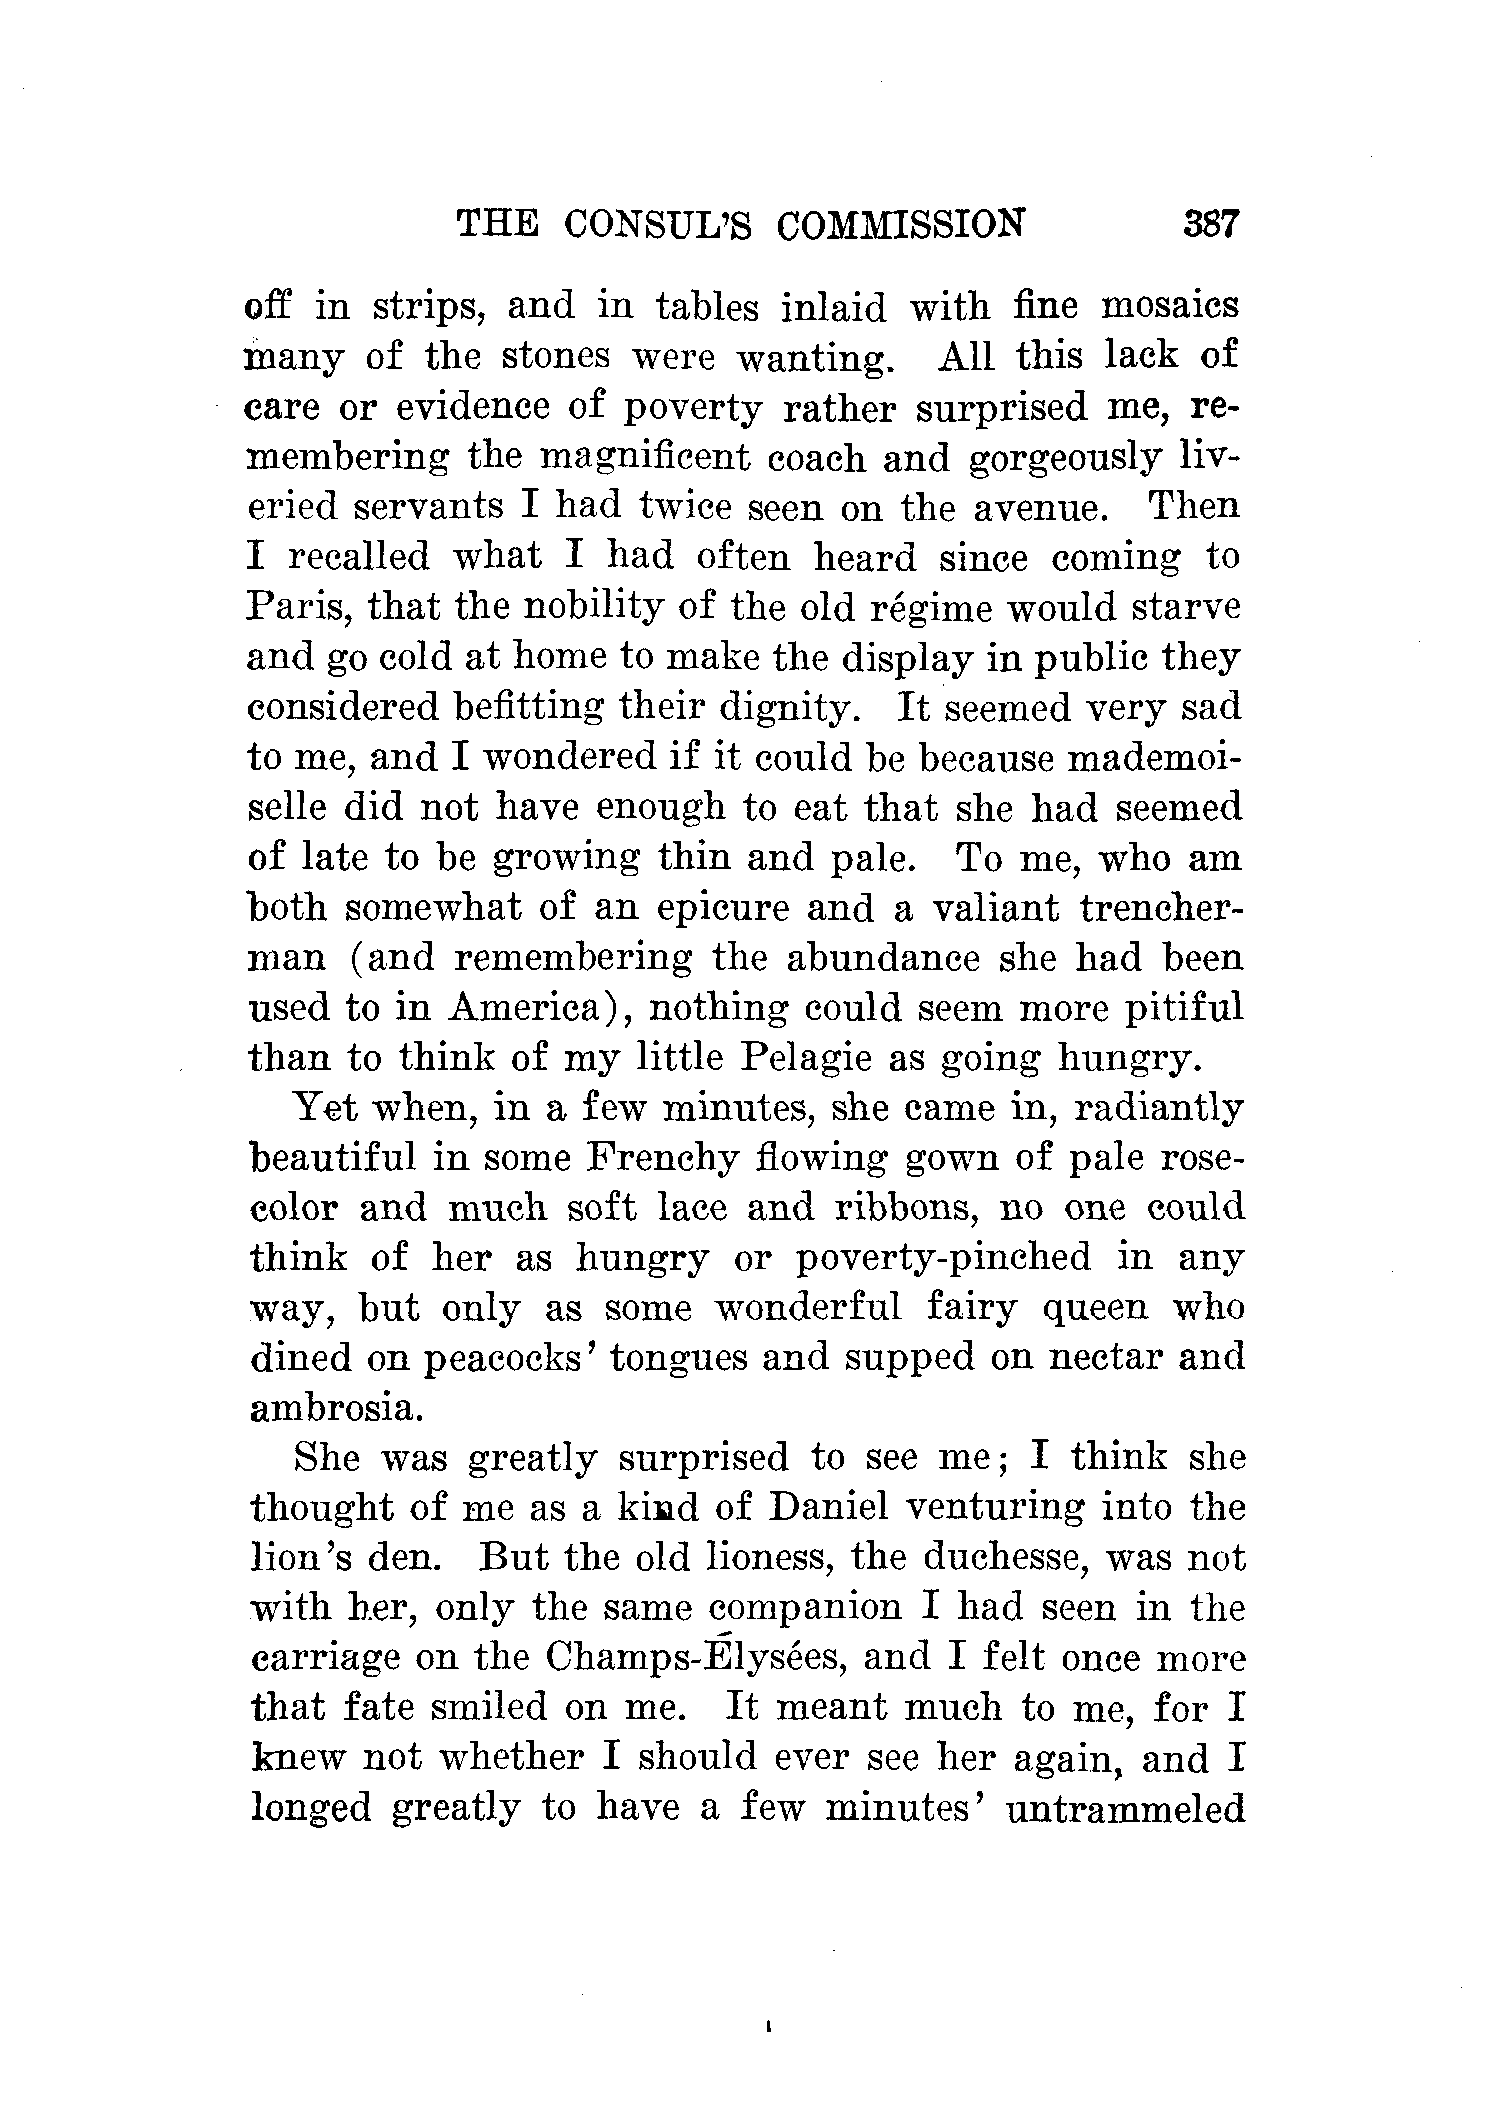 THE CONSUL'S COMMISSION 387
off in strips, and in tables inlaid with fine mosaics
many of the stones were wanting. All this lack of
care or evidence of poverty rather surprised me, re-
membering the magnificent coach and gorgeously liv-
eried servants I had twice seen on the avenue. Then
I recalled what I had often heard since coming to
Paris, that the nobility of the old régime would starve
and go cold at home to make the display in public they
considered befitting their dignity. It seemed very sad
to me, and I wondered if it could be because mademoi-
selle did not have enough to eat that she had seemed
of late to be growing thin and pale. To me, who am
both somewhat of an epicure and a valiant trencher-
man (and remembering the abundance she had been
used to in America), nothing could seem more pitiful
than to think of my little Pelagie as going hungry.
Yet when, in a few minutes, she came in, radiantly
beautiful in some Frenchy flowing gown of pale rose-
color and much soft lace and ribbons, no one could
think of her as hungry or poverty-pinched in any
way, but only as some wonderful fairy queen who
dined on peacocks' tongues and supped on nectar and
ambrosia.
She was greatly surprised to see me; I think she
thought of me as a kind of Daniel venturing into the
lion's den. But the old lioness, the duchesse, was not
with her, only the same companion I had seen in the
carriage on the Champs-Élysées, and I felt once more
that fate smiled on me. It meant much to me, for I
knew not whether I should ever see her again, and I
longed greatly to have a few minutes' untrammeled